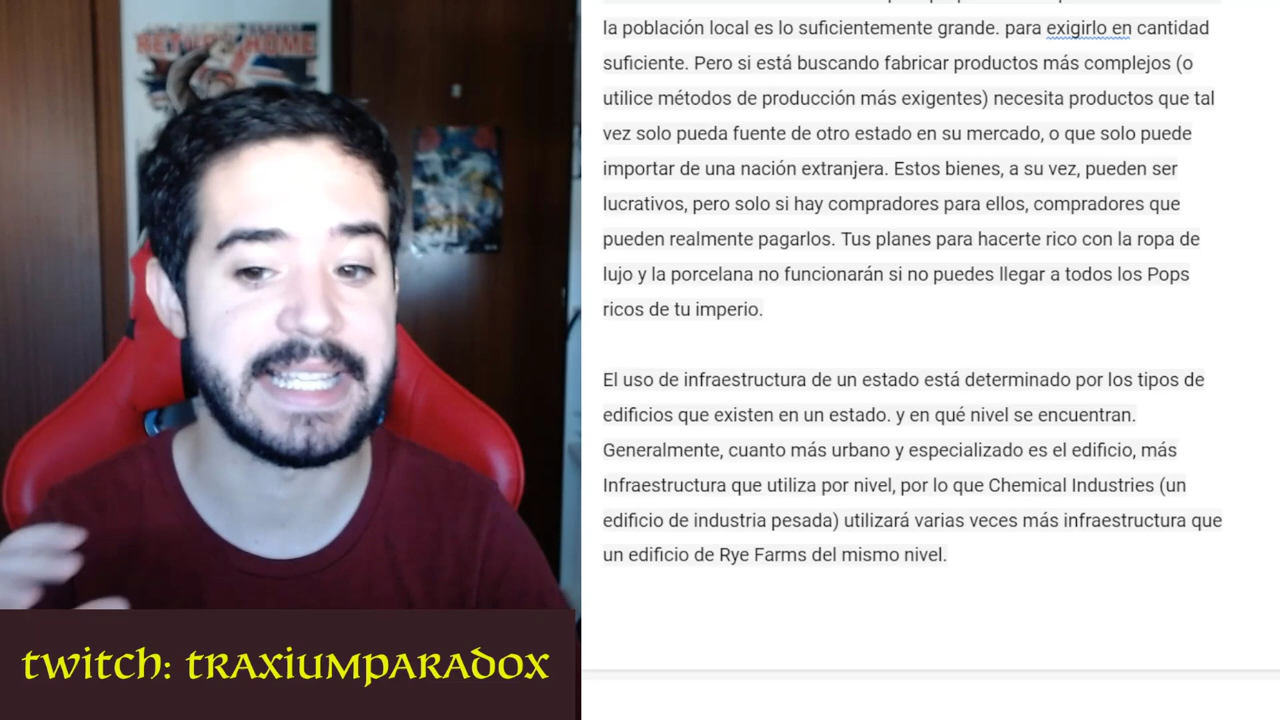 RETURN HOME
la población local es lo suficientemente grande. para exigirlo en cantidad
suficiente. Pero si está buscando fabricar productos más complejos (o
utilice métodos de producción más exigentes) necesita productos que tal
vez solo pueda fuente de otro estado en su mercado, o que solo puede
importar de una nación extranjera. Estos bienes, a su vez, pueden ser
lucrativos, pero solo si hay compradores para ellos, compradores que
pueden realmente pagarlos. Tus planes para hacerte rico con la ropa de
lujo y la porcelana no funcionarán si no puedes llegar a todos los Pops
ricos de tu imperio.
El uso de infraestructura de un estado está determinado por los tipos de
edificios que existen en un estado. y en qué nivel se encuentran.
Generalmente, cuanto más urbano y especializado es el edificio, más
Infraestructura que utiliza por nivel, por lo que Chemical Industries (un
edificio de industria pesada) utilizará varias veces más infraestructura que
un edificio de Rye Farms del mismo nivel.
twitch: traxiumparadox